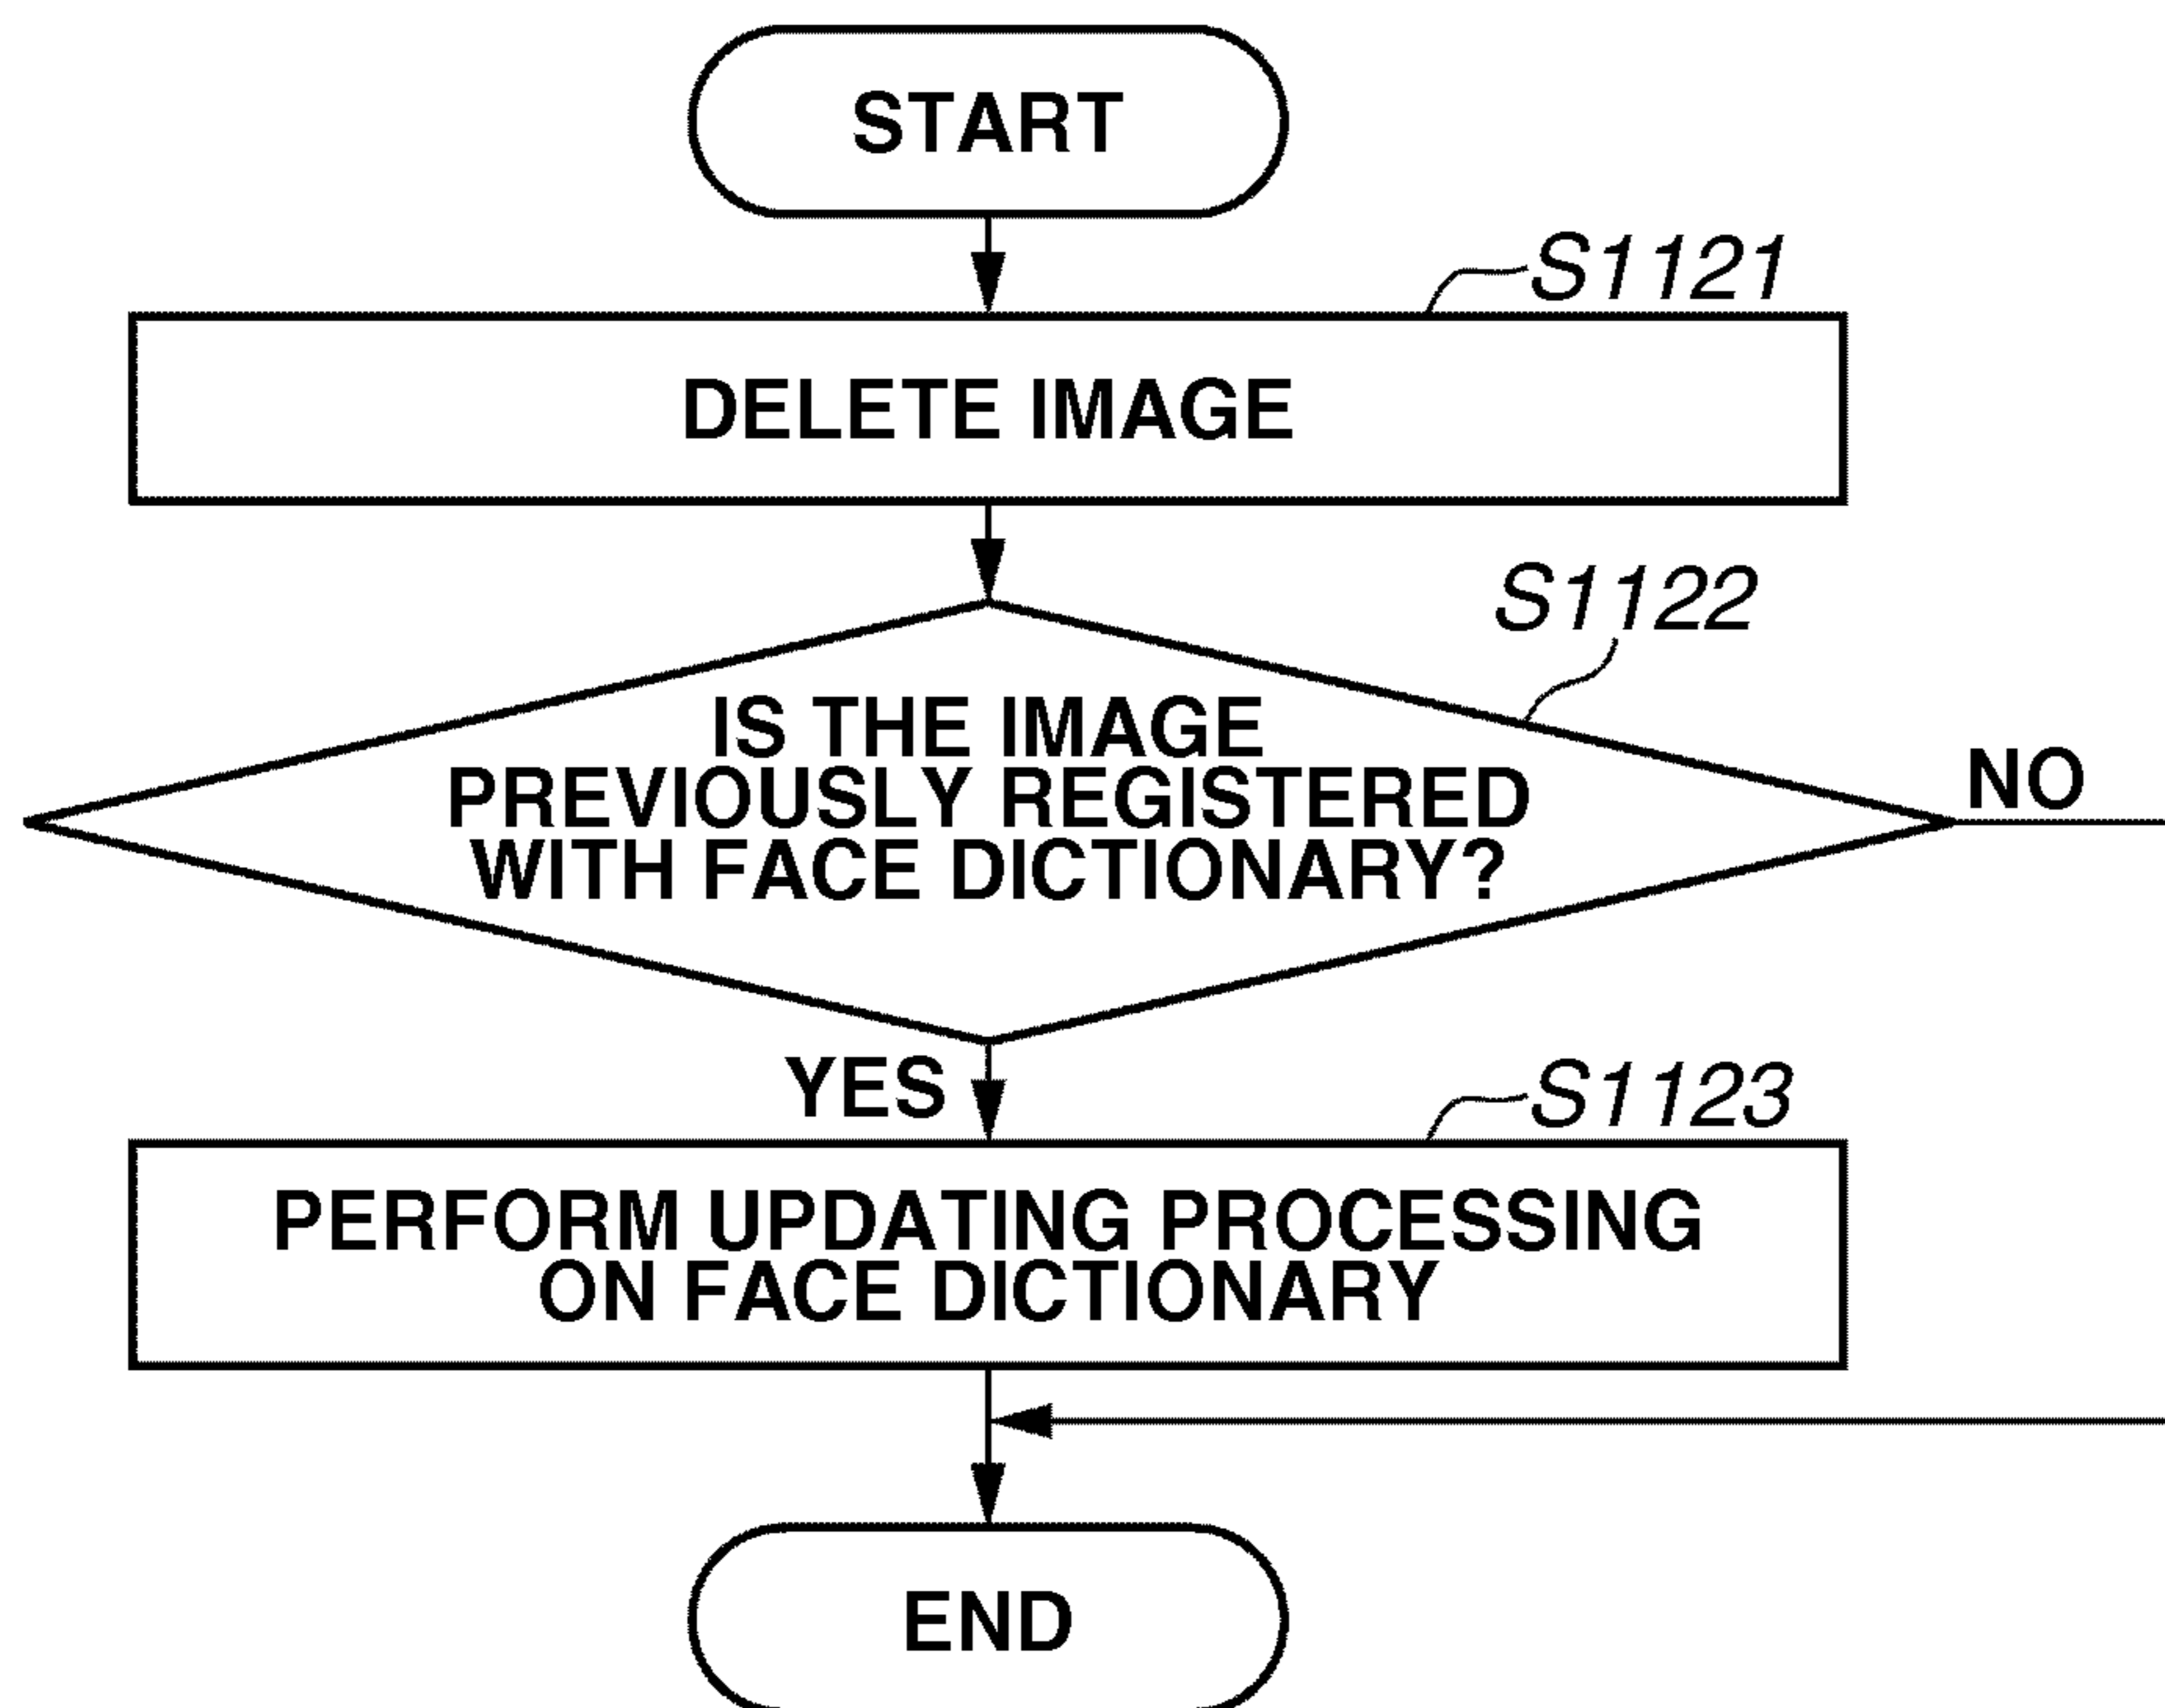 START
S1121
DELETE IMAGE
S1122
IS THE IMAGE
PREVIOUSLY REGISTERED
WITH FACE DICTIONARY?
NO
YES
S1123
PERFORM UPDATING PROCESSING
ON FACE DICTIONARY
END